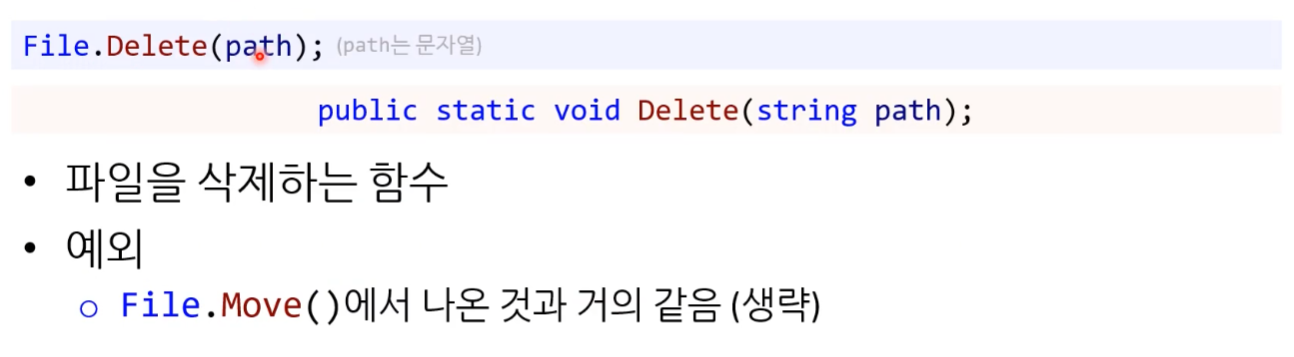 File.Delete(path); (path는 문자열)
public static void Delete(string path);
• 파일을 삭제하는 함수
• 예외
○ File.Move()에서 나온 것과 거의 같음 (생략)